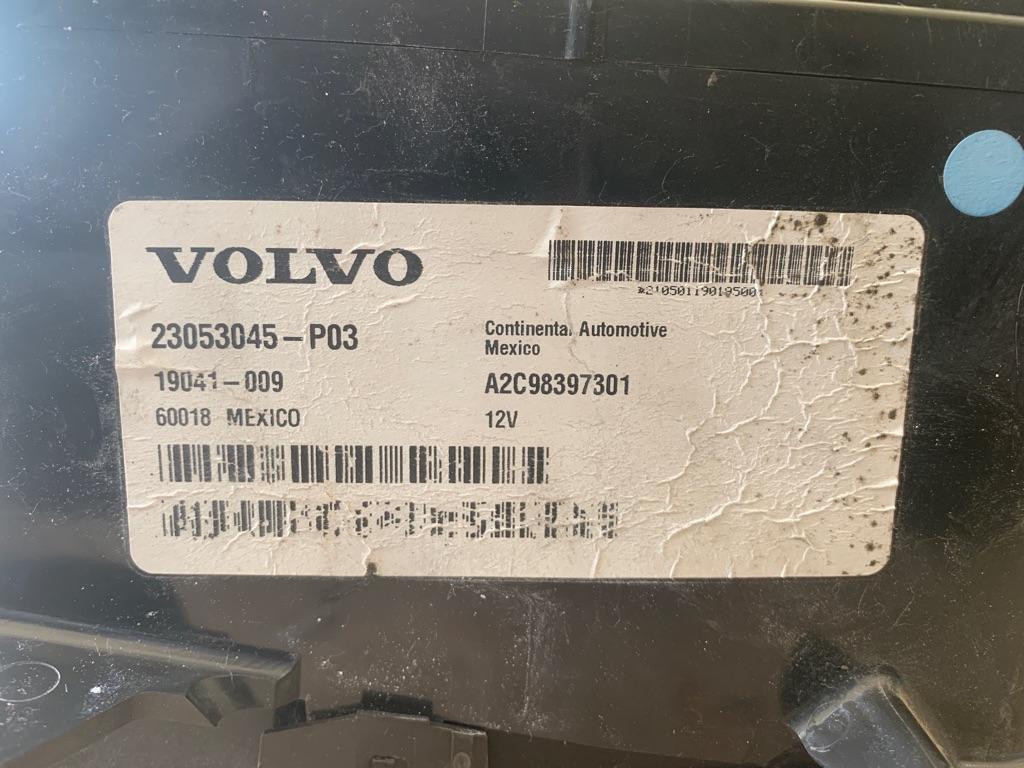 VOLVO
23053045-P03
19041-009
60018 MEXICO
Continental Automotive
Mexico
A2C98397301
12V